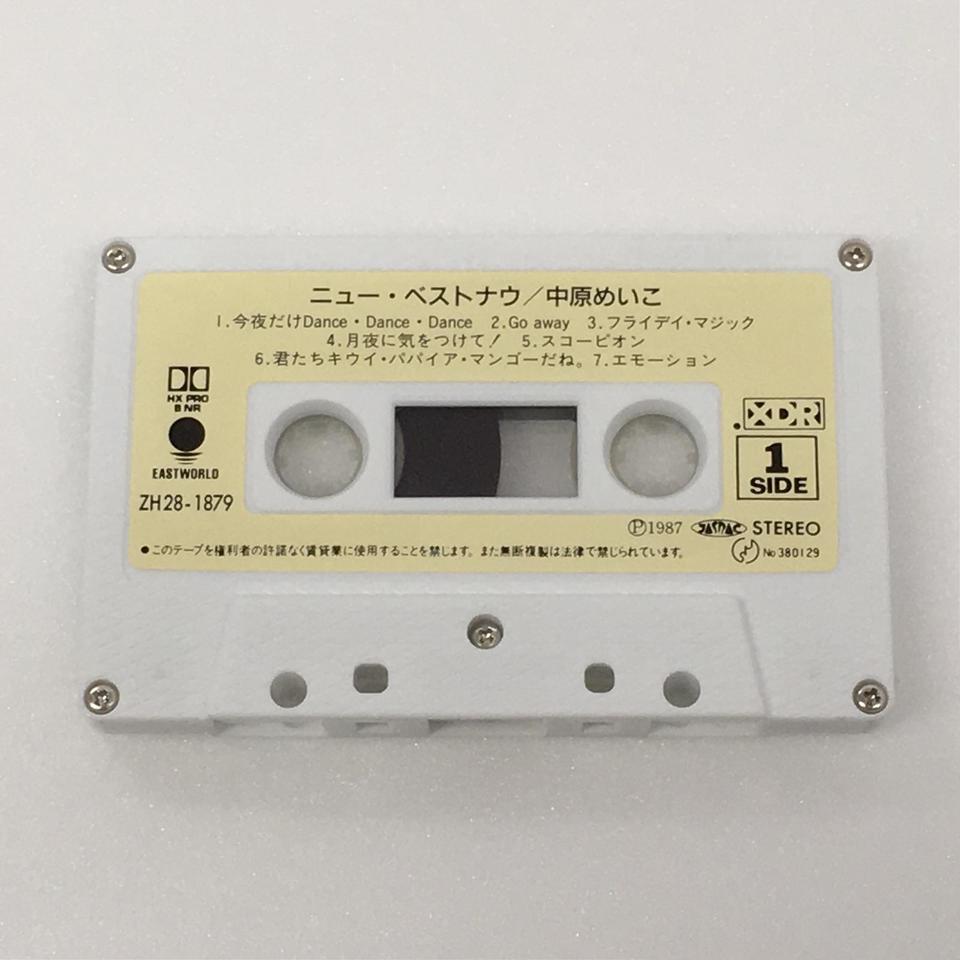 ニュー・ベストナウ/中原めいこ
1.今夜だけDance・Dance・Dance 2.Go away 3.フライデイ・マジック
4.月夜に気をつけて! 5.スコーピオン
6.君たちキウイ・パパイア・マンゴーだね。7.エモーション
HX PRO
B NR
EASTWORLD
ZH28-1879
.XDR
1
SIDE
Ⓟ1987 JASRAC STEREO
●このテープを権利者の許諾なく賃貸業に使用することを禁じます。また無断複製は法律で禁じられています。
No 380129